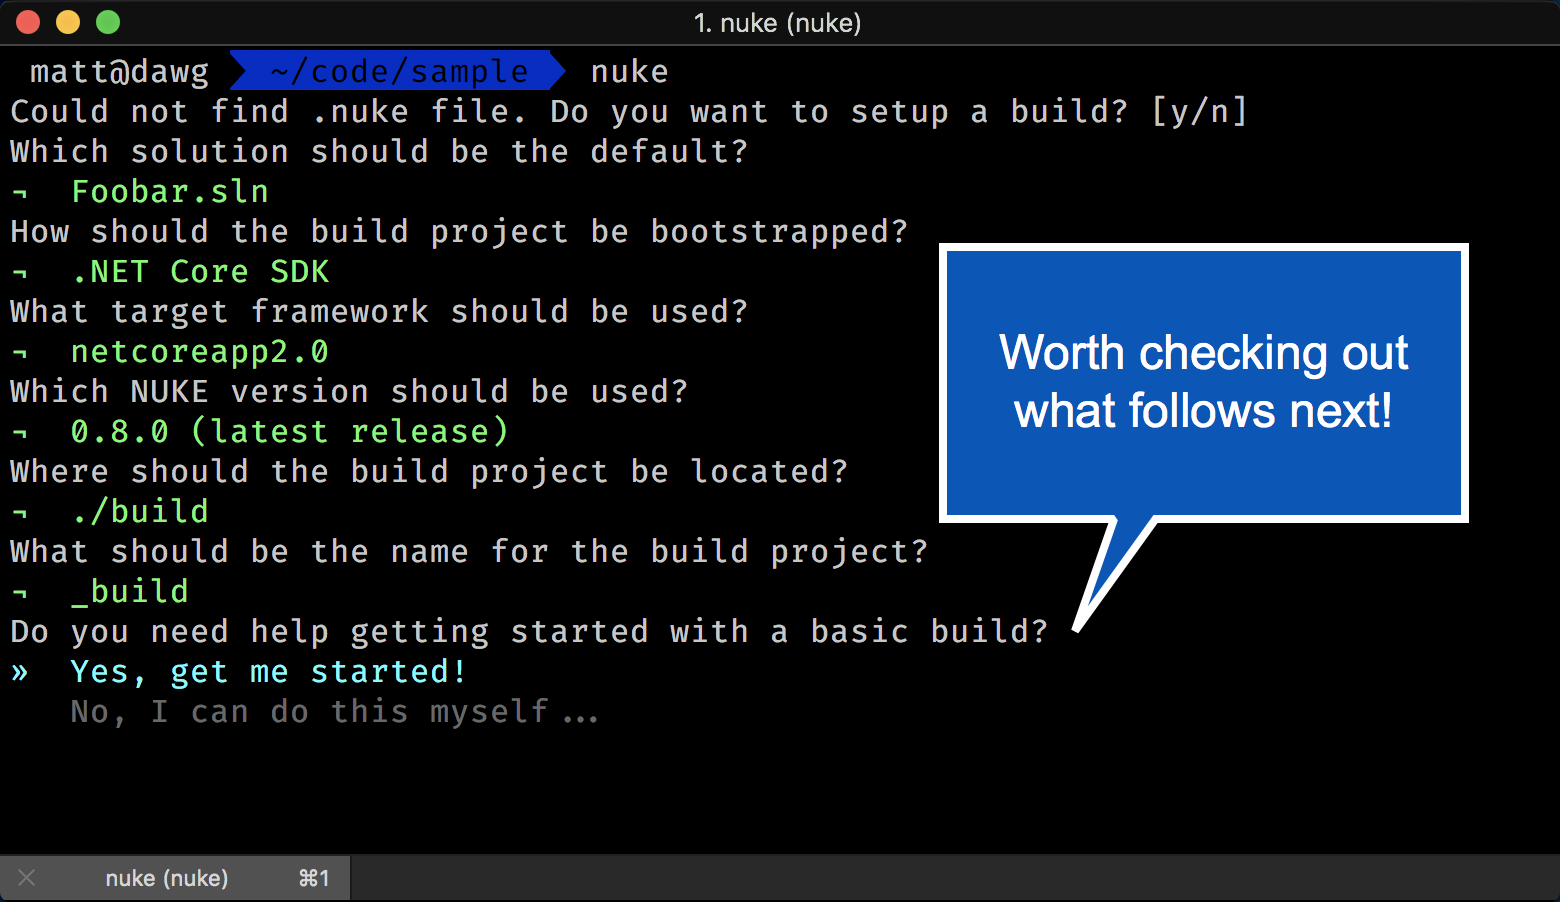 1. nuke (nuke)
matt@dawg ~/code/sample nuke
Could not find .nuke file. Do you want to setup a build? [y/n]
Which solution should be the default?
¬ Foobar.sln
How should the build project be bootstrapped?
¬ .NET Core SDK
What target framework should be used?
¬ netcoreapp2.0
Which NUKE version should be used?
¬ 0.8.0 (latest release)
Where should the build project be located?
¬ ./build
What should be the name for the build project?
¬ _build
Do you need help getting started with a basic build?
» Yes, get me started!
No, I can do this myself...
Worth checking out
what follows next!
nuke (nuke) ⌘1